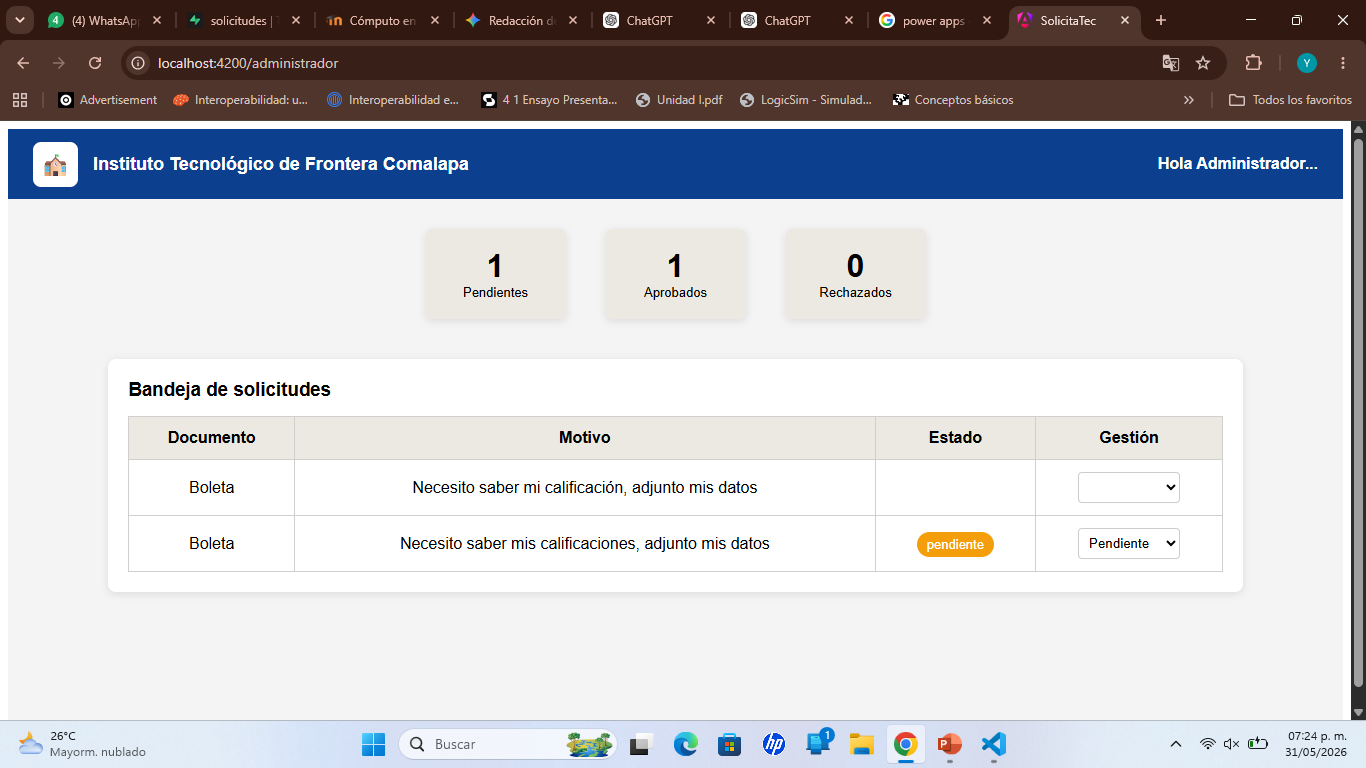 4 (4) WhatsAp
solicitudes | T
Cómputo en
Redacción de
ChatGPT
ChatGPT
power apps -
SolicitaTec
localhost:4200/administrador
Y
Advertisement
Interoperabilidad: u...
Interoperabilidad e...
4 1 Ensayo Presenta...
Unidad I.pdf
LogicSim - Simulad...
Conceptos básicos
Todos los favoritos
Instituto Tecnológico de Frontera Comalapa
Hola Administrador...
1
Pendientes
1
Aprobados
0
Rechazados
Bandeja de solicitudes
Documento Motivo Estado Gestión
Boleta Necesito saber mi calificación, adjunto mis datos
Boleta Necesito saber mis calificaciones, adjunto mis datos pendiente Pendiente
26°C
Mayorm. nublado
Buscar
1
07:24 p. m.
31/05/2026